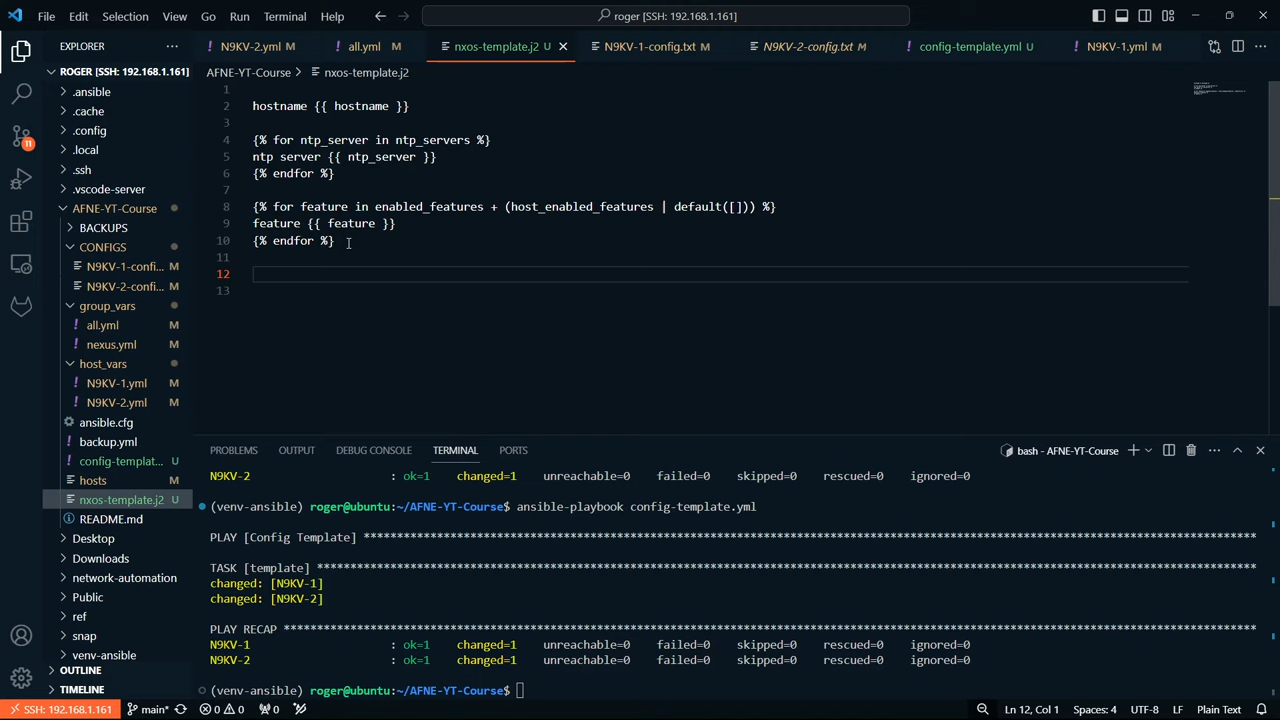 File Edit Selection View Go Run Terminal Help
roger [SSH: 192.168.1.161]
EXPLORER
ROGER [SSH: 192.168.1.161]
.ansible
.cache
.config
.local
.ssh
.vscode-server
AFNE-YT-Course
BACKUPS
CONFIGS
N9KV-1-confi... M
N9KV-2-confi... M
group_vars
all.yml M
nexus.yml M
host_vars
N9KV-1.yml M
N9KV-2.yml M
ansible.cfg
backup.yml
config-templat... U
hosts
nxos-template.j2 U
README.md
Desktop
Downloads
network-automation
Public
ref
snap
venv-ansible
OUTLINE
TIMELINE
11
N9KV-2.yml M
all.yml M
nxos-template.j2 U
N9KV-1-config.txt M
N9KV-2-config.txt M
config-template.yml U
N9KV-1.yml M
AFNE-YT-Course > nxos-template.j2
1
2 hostname {{ hostname }}
3
4 {% for ntp_server in ntp_servers %}
5 ntp server {{ ntp_server }}
6 {% endfor %}
7
8 {% for feature in enabled_features + (host_enabled_features | default([])) %}
9 feature {{ feature }}
10 {% endfor %}
11
12
13
PROBLEMS OUTPUT DEBUG CONSOLE TERMINAL PORTS
bash - AFNE-YT-Course
N9KV-2 : ok=1 changed=1 unreachable=0 failed=0 skipped=0 rescued=0 ignored=0
(venv-ansible) roger@ubuntu:~/AFNE-YT-Course$ ansible-playbook config-template.yml
PLAY [Config Template] ***********************************************************************************************************************************
TASK [template] ******************************************************************************************************************************************
changed: [N9KV-1]
changed: [N9KV-2]
PLAY RECAP ***********************************************************************************************************************************************
N9KV-1 : ok=1 changed=1 unreachable=0 failed=0 skipped=0 rescued=0 ignored=0
N9KV-2 : ok=1 changed=1 unreachable=0 failed=0 skipped=0 rescued=0 ignored=0
(venv-ansible) roger@ubuntu:~/AFNE-YT-Course$
SSH: 192.168.1.161 main* 0 0 0 Ln 12, Col 1 Spaces: 4 UTF-8 LF Plain Text